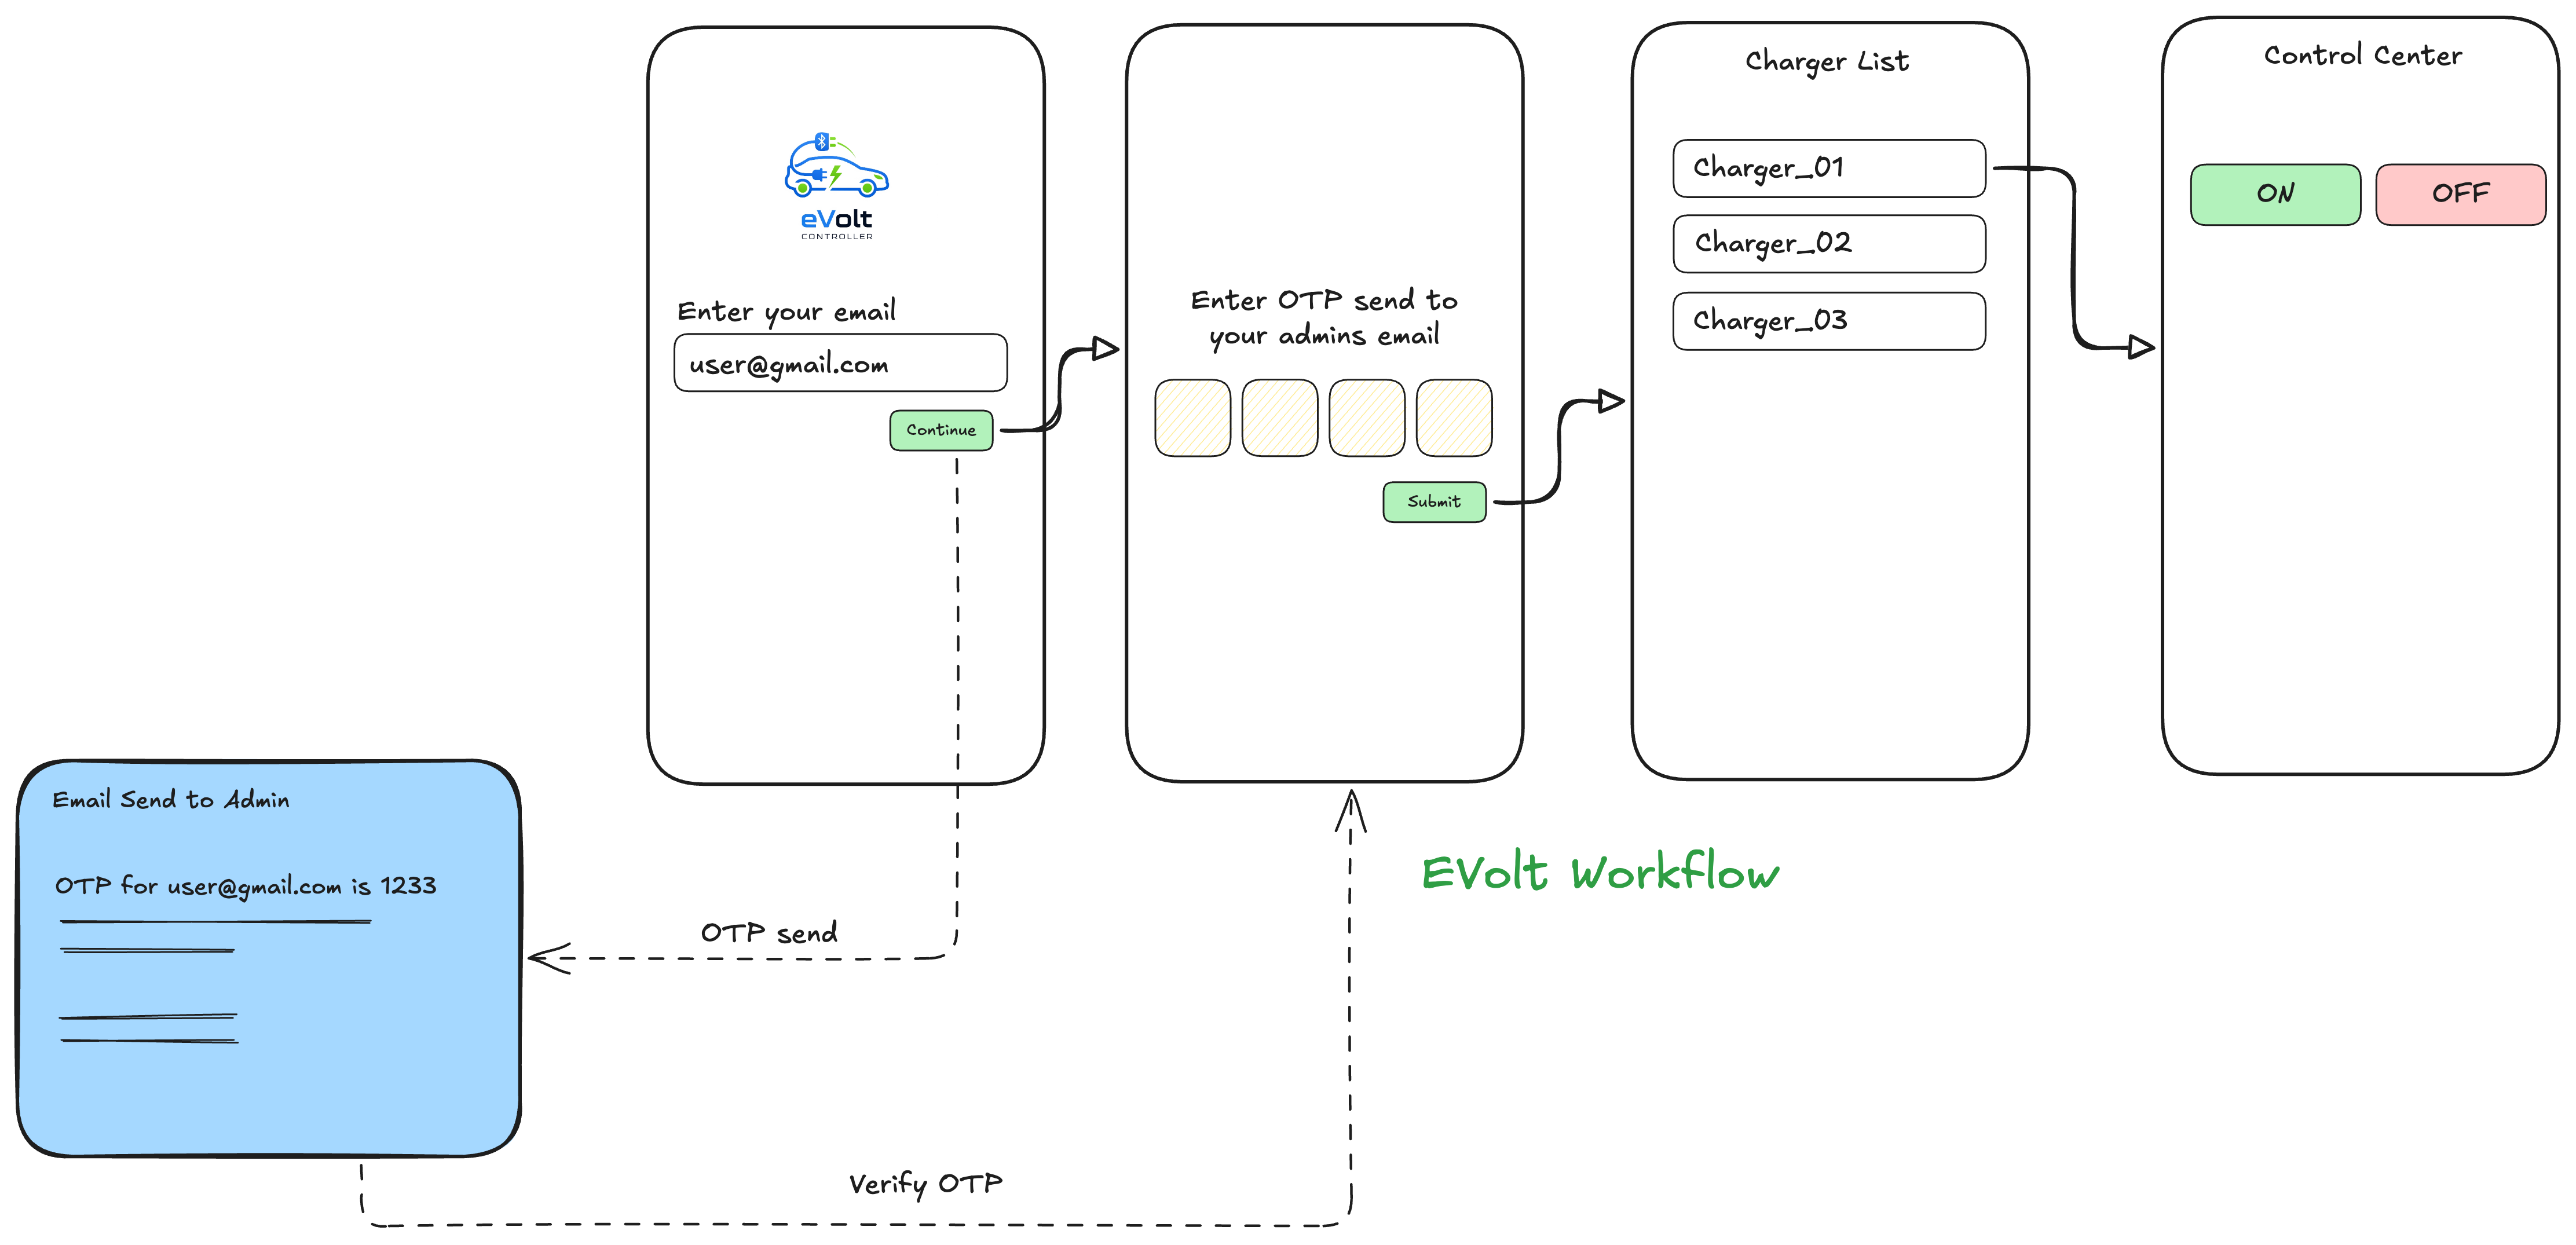 eVolt
CONTROLLER
Enter your email
user@gmail.com
Continue
Enter OTP send to
your admins email
Submit
Charger List
Charger_01
Charger_02
Charger_03
Control Center
ON
OFF
Email Send to Admin
OTP for user@gmail.com is 1233
OTP send
Verify OTP
EVolt Workflow